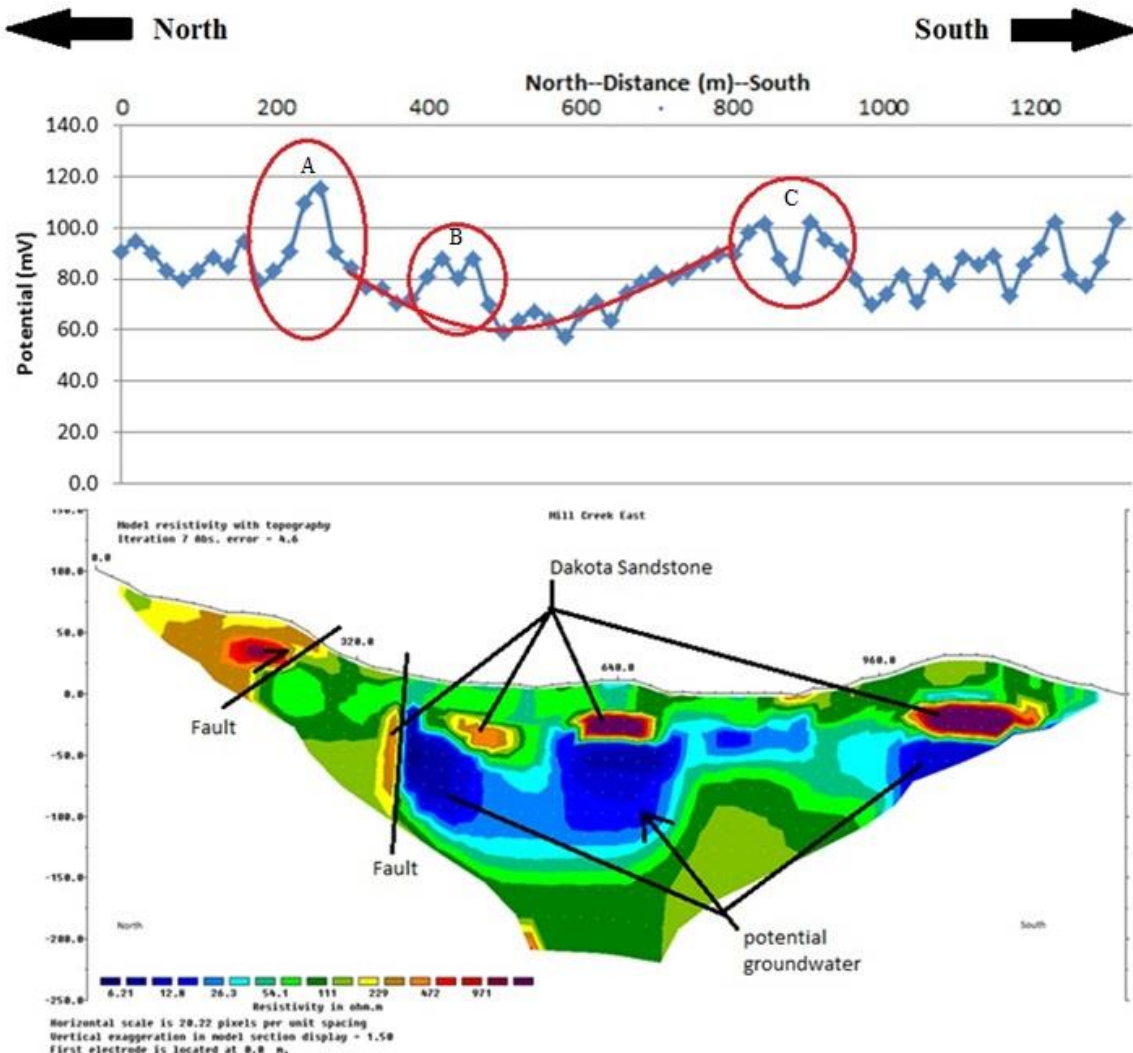 North
South
North--Distance (m)--South
0 200 400 600 800 1000 1200
140.0
120.0
100.0
80.0
60.0
40.0
20.0
0.0
Potential (mV)
A
B
C
Model resistivity with topography
Iteration 7 Abs. error = 4.6
Mill Creek East
0.0
100.0
50.0
0.0
-50.0
-100.0
-150.0
-200.0
-250.0
Dakota Sandstone
320.0
640.0
960.0
Fault
Fault
potential
groundwater
North
South
6.21 12.8 26.3 54.1 111 229 472 971
Resistivity in ohm.m
Horizontal scale is 20.22 pixels per unit spacing
Vertical exaggeration in model section display = 1.50
First electrode is located at 0.0 m.